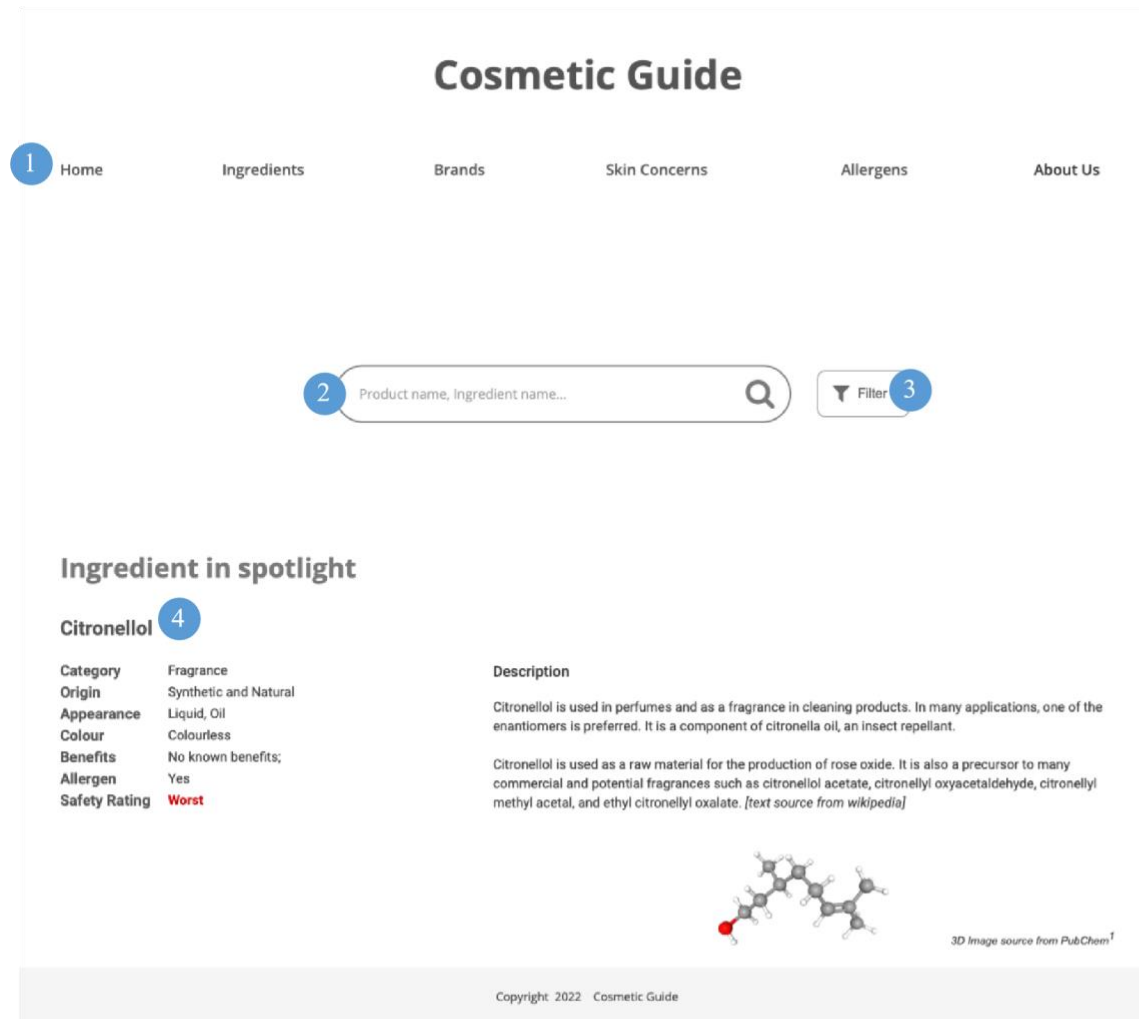 Cosmetic Guide
1 Home Ingredients Brands Skin Concerns Allergens About Us
2 Product name, Ingredient name... Filter 3
Ingredient in spotlight
Citronellol 4
Category Fragrance
Origin Synthetic and Natural
Appearance Liquid, Oil
Colour Colourless
Benefits No known benefits;
Allergen Yes
Safety Rating Worst
Description
Citronellol is used in perfumes and as a fragrance in cleaning products. In many applications, one of the
enantiomers is preferred. It is a component of citronella oil, an insect repellant.
Citronellol is used as a raw material for the production of rose oxide. It is also a precursor to many
commercial and potential fragrances such as citronellol acetate, citronellyl oxyacetaldehyde, citronellyl
methyl acetal, and ethyl citronellyl oxalate. [text source from wikipedia]
3D Image source from PubChem1
Copyright 2022 Cosmetic Guide